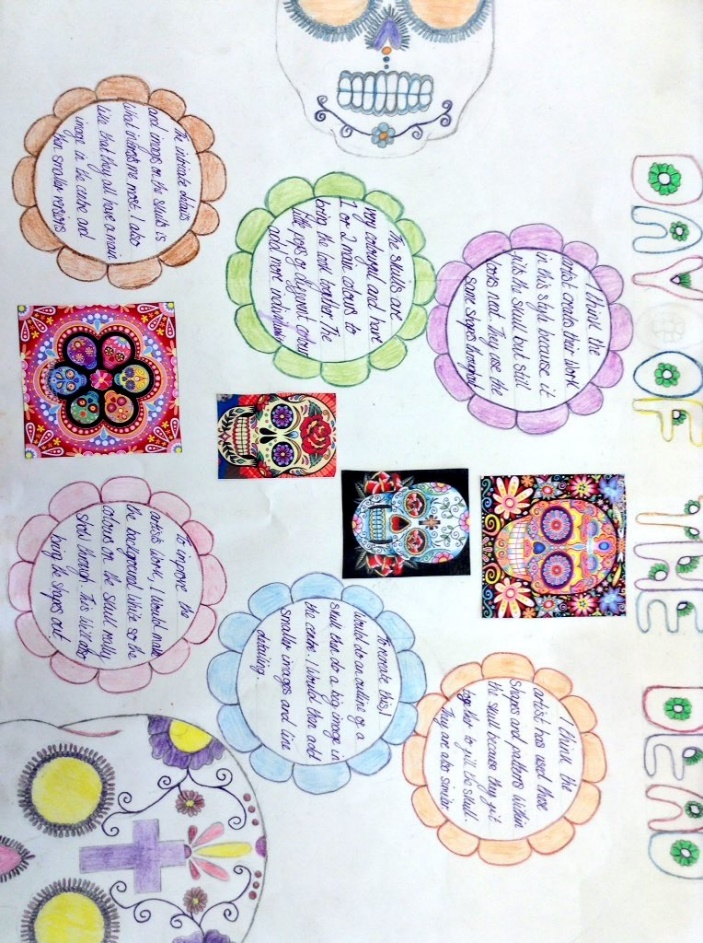 DAY OF THE DEAD
I think the
artist creates their work
in this style because it
fits the skull but still
looks neat. They use the
same shapes
I think the
artist has used these
shapes and patterns within
the skull because they fit
together to fill the skull.
They are also similar
The skulls are
very colourful and have
1 or 2 main colours to
bring the look together. The
little pops of different colour
add more
To recreate this, I
would do an outline of a
skull then do a big image in
the centre. I would then add
smaller images and line
detailing.
The intricate details
and images on the skulls is
what interests me most. I also
like that they all have a main
image in the centre and
then smaller versions
To improve the
artists work, I would make
the background white so the
colours on the skull really
show through. This will also
bring the shapes out.